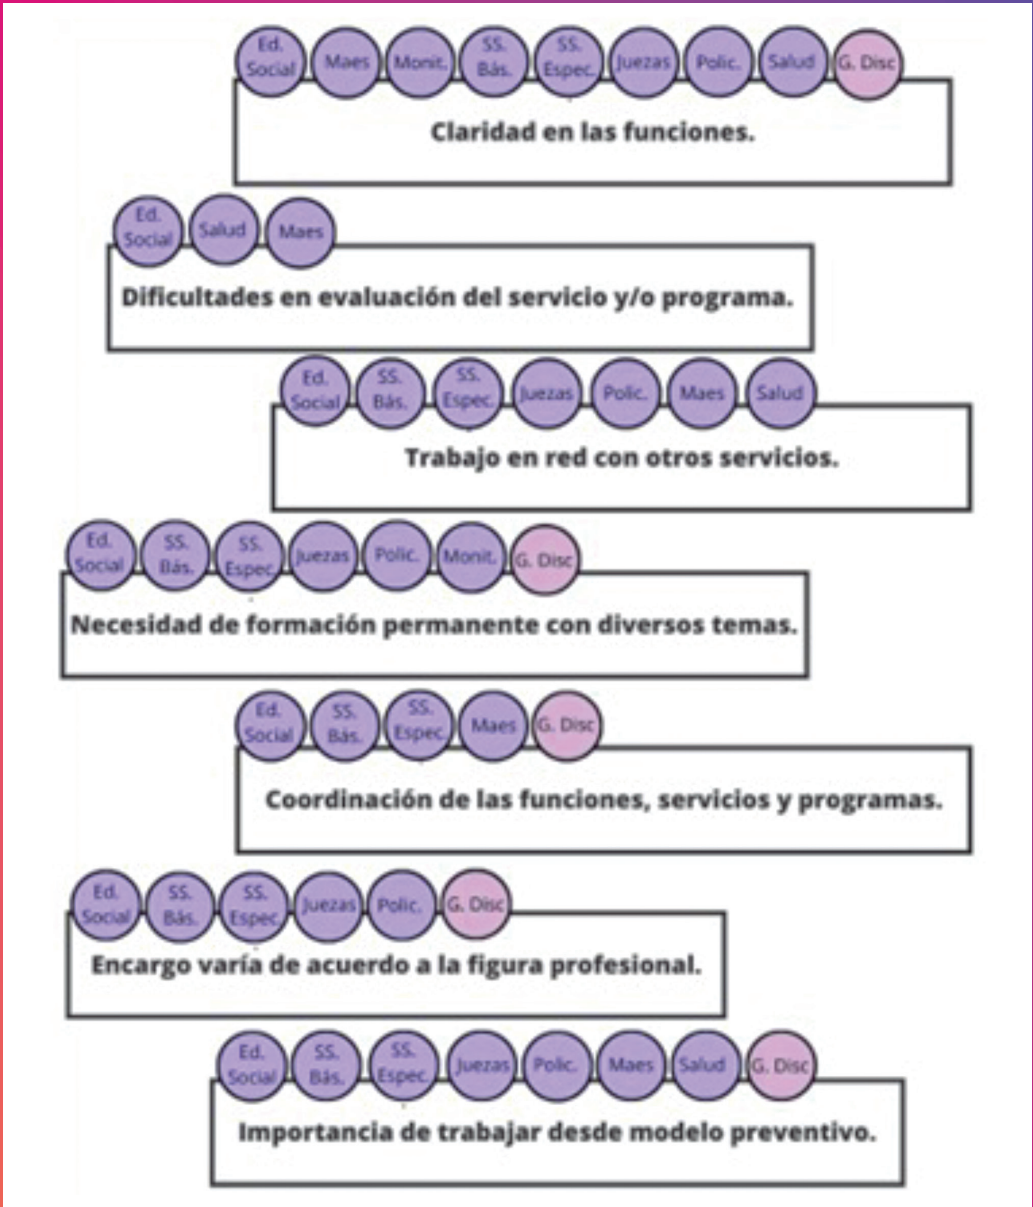 Ed. Social Maes Monit. SS. Bás. SS. Espec. Juezas Polic. Salud G. Disc
Claridad en las funciones.
Ed. Social Salud Maes
Dificultades en evaluación del servicio y/o programa.
Ed. Social SS. Bás. SS. Espec. Juezas Polic. Maes Salud
Trabajo en red con otros servicios.
Ed. Social SS. Bás. SS. Espec. Juezas Polic. Monit. G. Disc
Necesidad de formación permanente con diversos temas.
Ed. Social SS. Bás. SS. Espec. Maes G. Disc
Coordinación de las funciones, servicios y programas.
Ed. Social SS. Bás. SS. Espec. Juezas Polic. G. Disc
Encargo varía de acuerdo a la figura profesional.
Ed. Social SS. Bás. SS. Espec. Juezas Polic. Maes Salud G. Disc
Importancia de trabajar desde modelo preventivo.